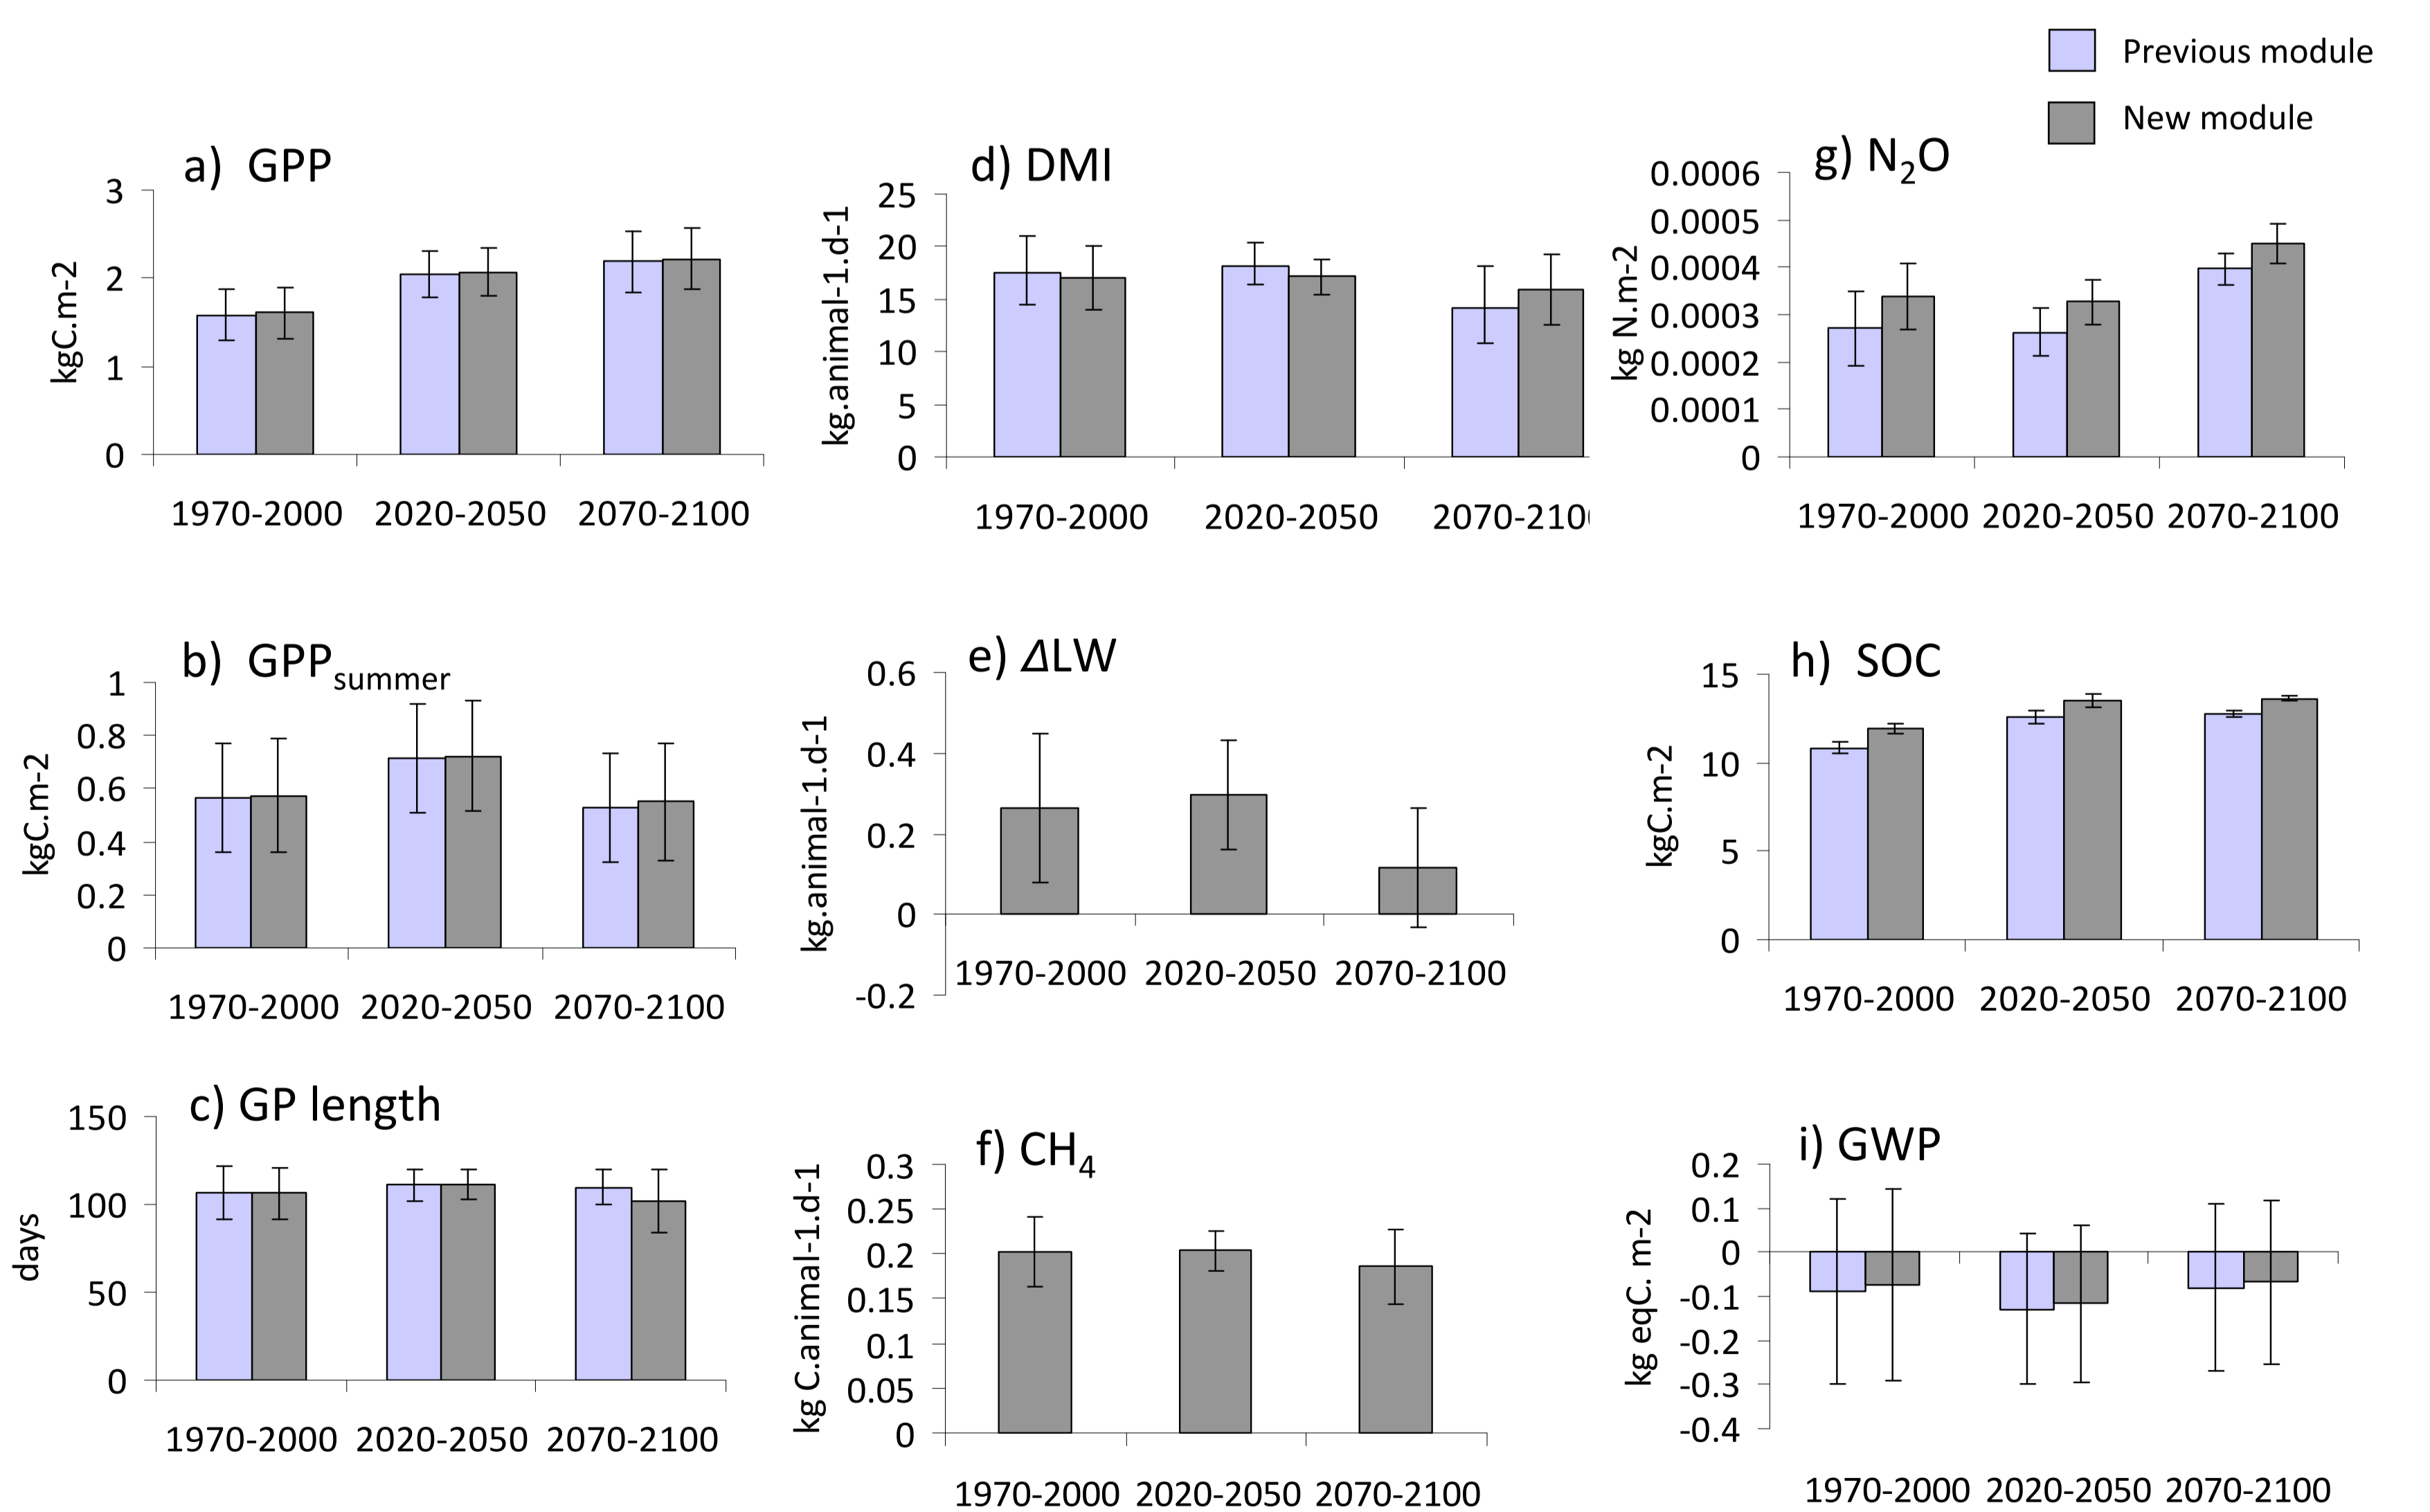 Previous module
New module
a) GPP
3
2
1
0
kgC.m-2
1970-2000 2020-2050 2070-2100
d) DMI
25
20
15
10
5
0
kg.animal-1.d-1
1970-2000 2020-2050 2070-210
g) N₂O
0.0006
0.0005
0.0004
0.0003
0.0002
0.0001
0
kg N.m-2
1970-2000 2020-2050 2070-2100
b) GPPsummer
1
0.8
0.6
0.4
0.2
0
kgC.m-2
1970-2000 2020-2050 2070-2100
e) ΔLW
0.6
0.4
0.2
0
-0.2
kg.animal-1.d-1
1970-2000 2020-2050 2070-2100
h) SOC
15
10
5
0
kgC.m-2
1970-2000 2020-2050 2070-2100
c) GP length
150
100
50
0
days
1970-2000 2020-2050 2070-2100
f) CH₄
0.3
0.25
0.2
0.15
0.1
0.05
0
kg C.animal-1.d-1
1970-2000 2020-2050 2070-2100
i) GWP
0.2
0.1
0
-0.1
-0.2
-0.3
-0.4
kg eqC. m-2
1970-2000 2020-2050 2070-2100